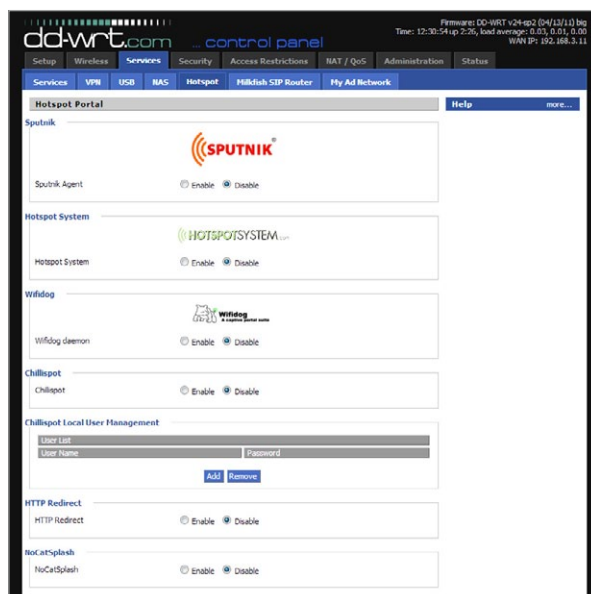 Firmware: DD-WRT v24-sp2 (04/13/11) big
Time: 12:30:54 up 2:26, load average: 0.03, 0.01, 0.00
WAN IP: 192.168.3.11
dd-wrt.com ... control panel
Setup Wireless Services Security Access Restrictions NAT / QoS Administration Status
Services VPN USB NAS Hotspot Milkfish SIP Router My Ad Network
Hotspot Portal
Help more...
Sputnik
SPUTNIK
Sputnik Agent Enable Disable
Hotspot System
HOTSPOTSYSTEM.com
Hotspot System Enable Disable
Wifidog
Wifidog
A captive portal suite
Wifidog daemon Enable Disable
Chillispot
Chillispot Enable Disable
Chillispot Local User Management
User List
User Name Password
Add Remove
HTTP Redirect
HTTP Redirect Enable Disable
NoCatSplash
NoCatSplash Enable Disable